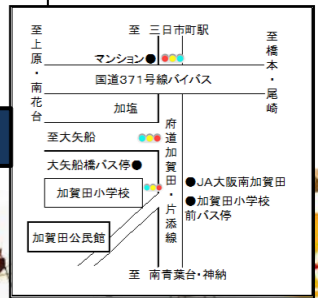 至 三日市町駅
至上原・南花台
至橋本・尾崎
マンション●
国道371号線バイパス
加塩
至大矢船
府道加賀田・片添線
大矢船橋バス停●
加賀田小学校
●JA大阪南加賀田
●加賀田小学校
前バス停
加賀田公民館
至 南青葉台・神納